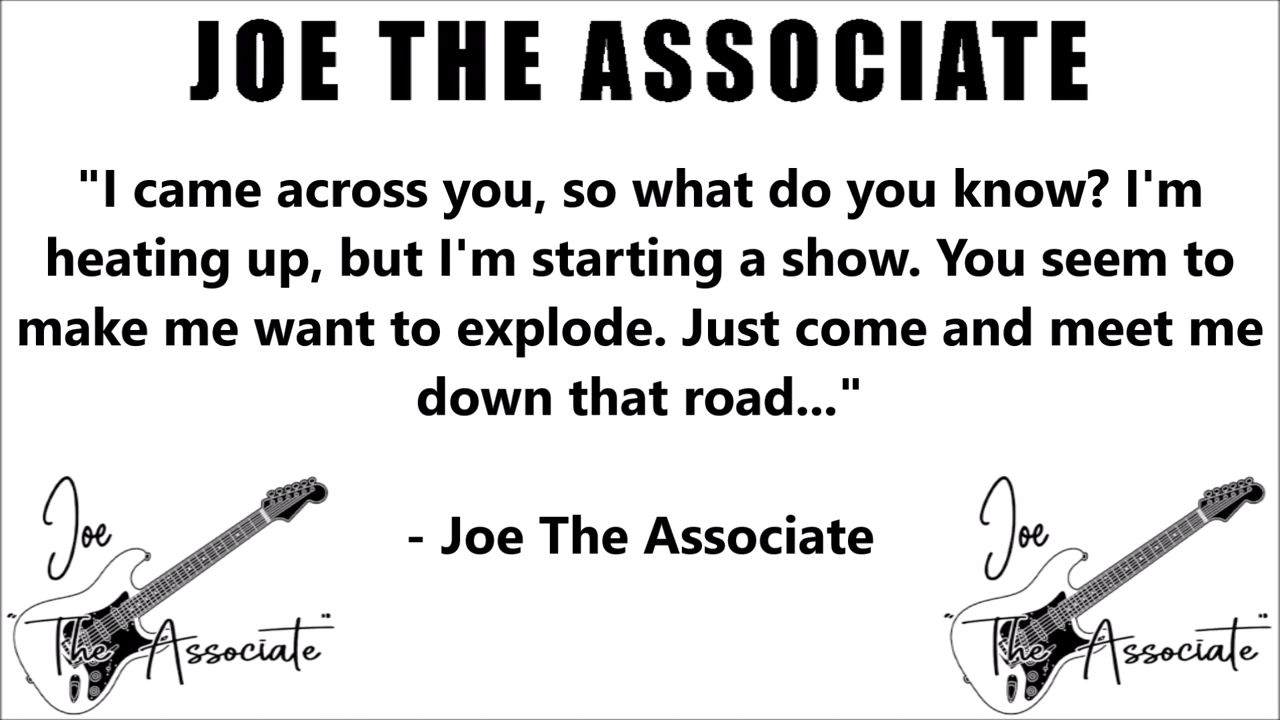 JOE THE ASSOCIATE
"I came across you, so what do you know? I'm
heating up, but I'm starting a show. You seem to
make me want to explode. Just come and meet me
down that road..."
- Joe The Associate
Joe
"The Associate"
Joe
"The Associate"